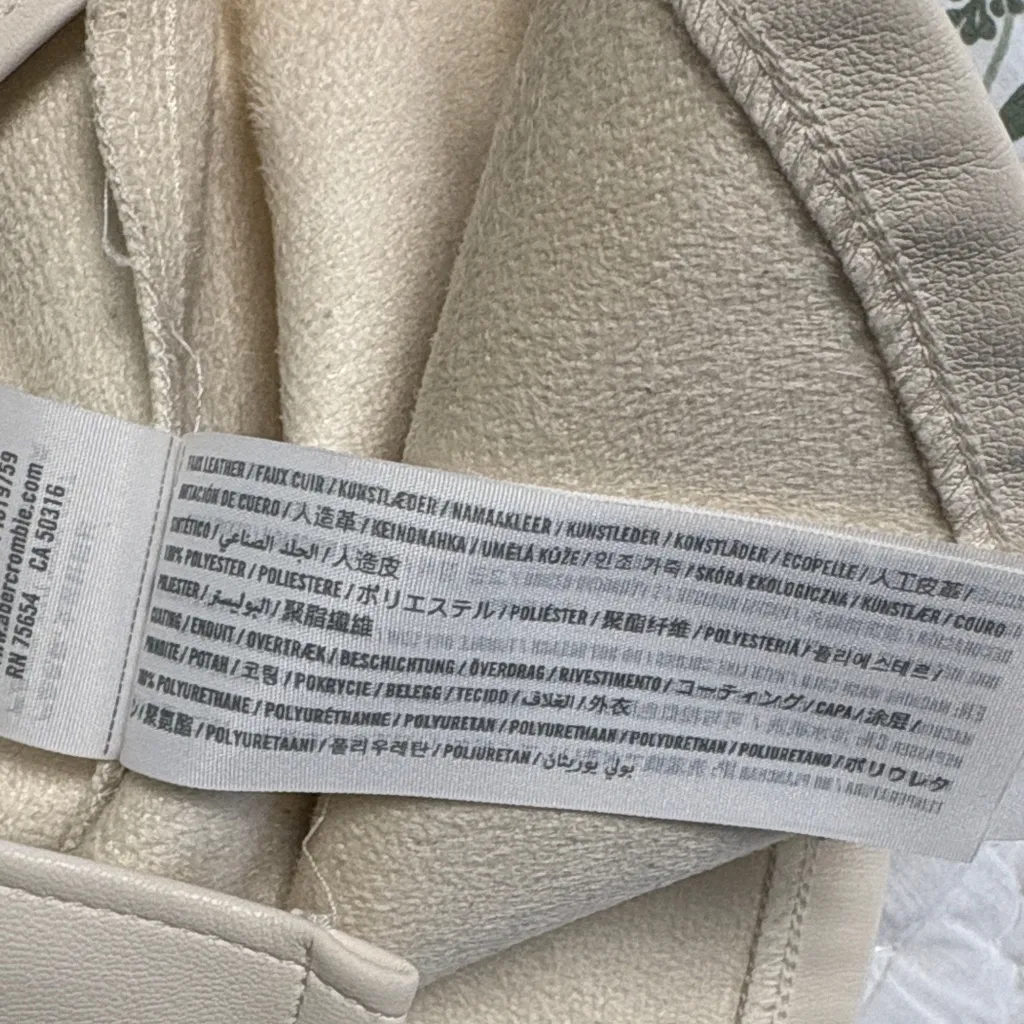 www.abercrombie.com
RN 75654 CA 50316
FAUX LEATHER / FAUX CUIR / KUNSTLÆDER / NAMAAKLEER / KUNSTLEDER / KONSTLÄDER / ECOPELLE / 人工皮革 /
IMITACIÓN DE CUERO / 人造革 / KEINONAHKA / UMĚLÁ KŮŽE / 인조 가죽 / SKÓRA EKOLOGICZNA / KUNSTLÆR / COURO
SINTÉTICO / الجلد الصناعي / 人造皮
100% POLYESTER / POLIESTERE / ポリエステル / POLIÉSTER / 聚酯纤维 / POLYESTERIÄ / 폴리에스테르 /
POLIESTER / البوليستر / 聚脂纖維
COATING / ENDUIT / OVERTRÆK / BESCHICHTUNG / ÖVERDRAG / RIVESTIMENTO / コーティング / CAPA / 涂层 /
POTAH / 코팅 / POKRYCIE / BELEGG / TECIDO / الغلاف / 外衣
100% POLYURETHANE / POLYURÉTHANNE / POLYURETAN / POLYURETHAAN / POLYURETHAN / POLIURETANO / ポリウレタ
ン / 聚氨酯 / POLYURETAANI / 폴리우레탄 / POLIURETAN / بولي يوريثان